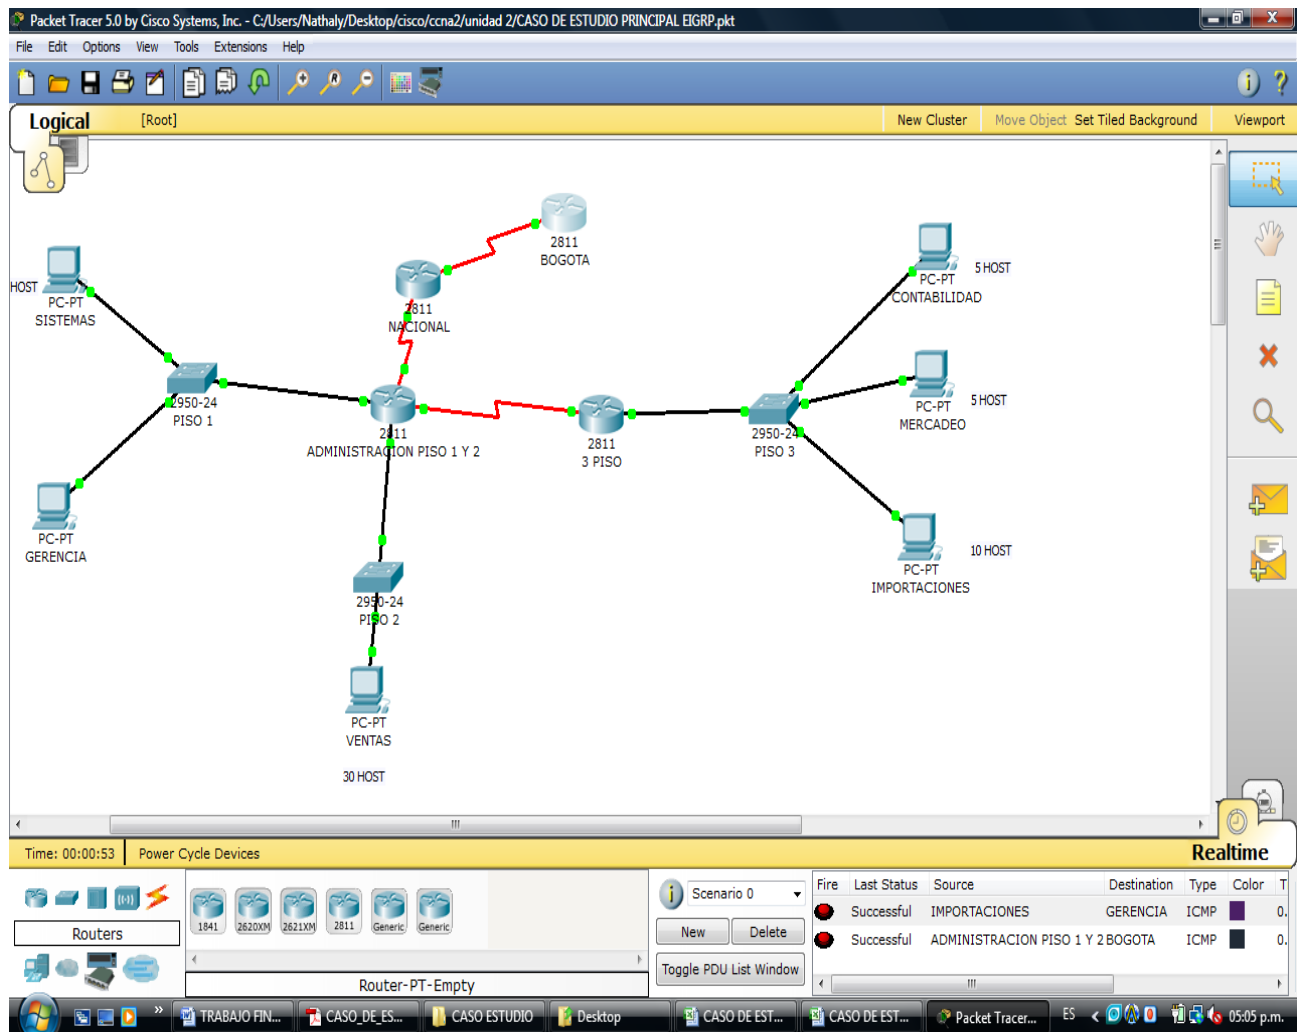 Packet Tracer 5.0 by Cisco Systems, Inc. - C:/Users/Nathaly/Desktop/cisco/ccna2/unidad 2/CASO DE ESTUDIO PRINCIPAL EIGRP.pkt
File Edit Options View Tools Extensions Help
Logical [Root] New Cluster Move Object Set Tiled Background Viewport
2811
BOGOTA
2811
NACIONAL
HOST
PC-PT
SISTEMAS
5 HOST
PC-PT
CONTABILIDAD
2950-24
PISO 1
2811
ADMINISTRACION PISO 1 Y 2
2811
3 PISO
2950-24
PISO 3
5 HOST
PC-PT
MERCADEO
PC-PT
GERENCIA
10 HOST
PC-PT
IMPORTACIONES
2950-24
PISO 2
PC-PT
VENTAS
30 HOST
Time: 00:00:53 Power Cycle Devices Realtime
Routers
1841 2620XM 2621XM 2811 Generic Generic
Router-PT-Empty
Scenario 0
New Delete
Toggle PDU List Window
Fire Last Status Source Destination Type Color T
Successful IMPORTACIONES GERENCIA ICMP 0.
Successful ADMINISTRACION PISO 1 Y 2 BOGOTA ICMP 0.
TRABAJO FIN... CASO_DE_ES... CASO ESTUDIO Desktop CASO DE EST... CASO DE EST... Packet Tracer... ES 05:05 p.m.